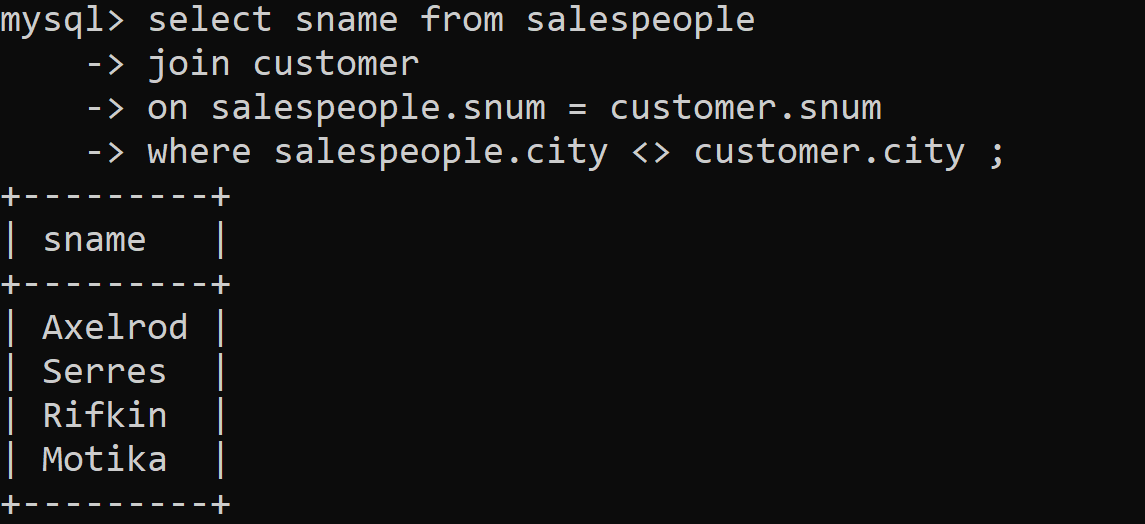 mysql> select sname from salespeople
    -> join customer
    -> on salespeople.snum = customer.snum
    -> where salespeople.city <> customer.city ;
+---------+
| sname   |
+---------+
| Axelrod |
| Serres  |
| Rifkin  |
| Motika  |
+---------+